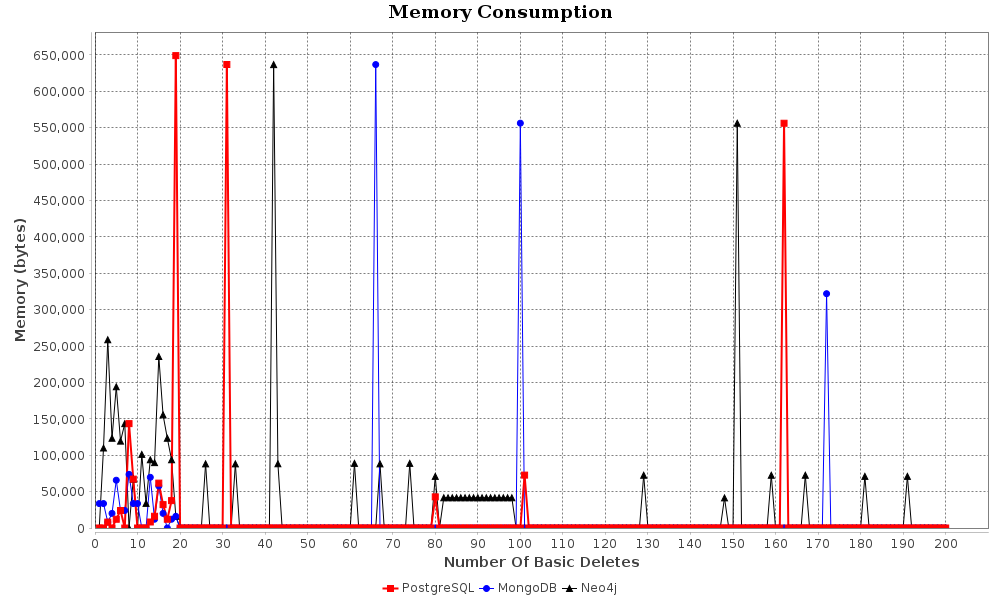 Memory Consumption
650,000
600,000
550,000
500,000
450,000
400,000
350,000
300,000
250,000
200,000
150,000
100,000
50,000
0
Memory (bytes)
0 10 20 30 40 50 60 70 80 90 100 110 120 130 140 150 160 170 180 190 200
Number Of Basic Deletes
PostgreSQL MongoDB Neo4j